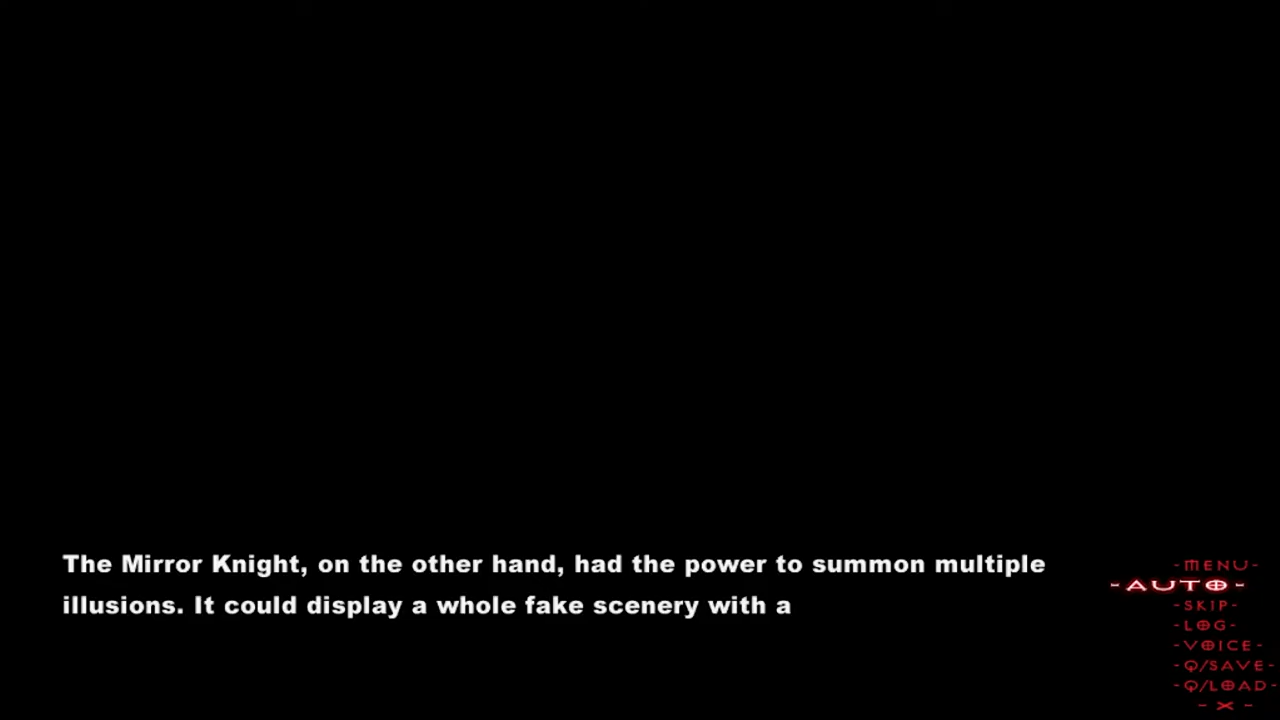 The Mirror Knight, on the other hand, had the power to summon multiple
illusions. It could display a whole fake scenery with a
-MENU-
-AUTO-
-SKIP-
-LOG-
-VOICE-
-Q/SAVE-
-Q/LOAD-
-X-